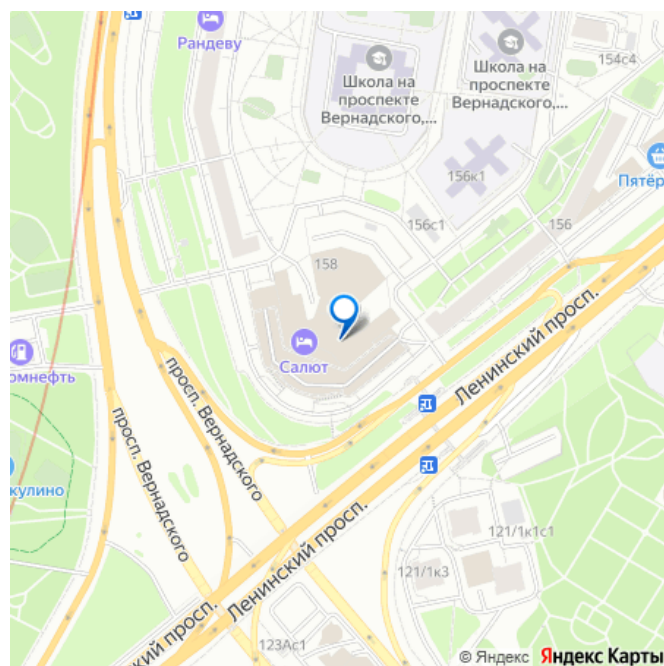 Рандеву
154с4
Школа на
проспекте
Вернадского,...
Школа на
проспекте
Вернадского,...
156к1
Пятёр
156с1
156
158
Ленинский просп.
Салют
омнефть
просп. Вернадского
просп. Вернадского
кулино
121/1к1с1
121/1к3
Ленинский просп.
кий просп.
123Ас1
© Яндекс Яндекс Карты